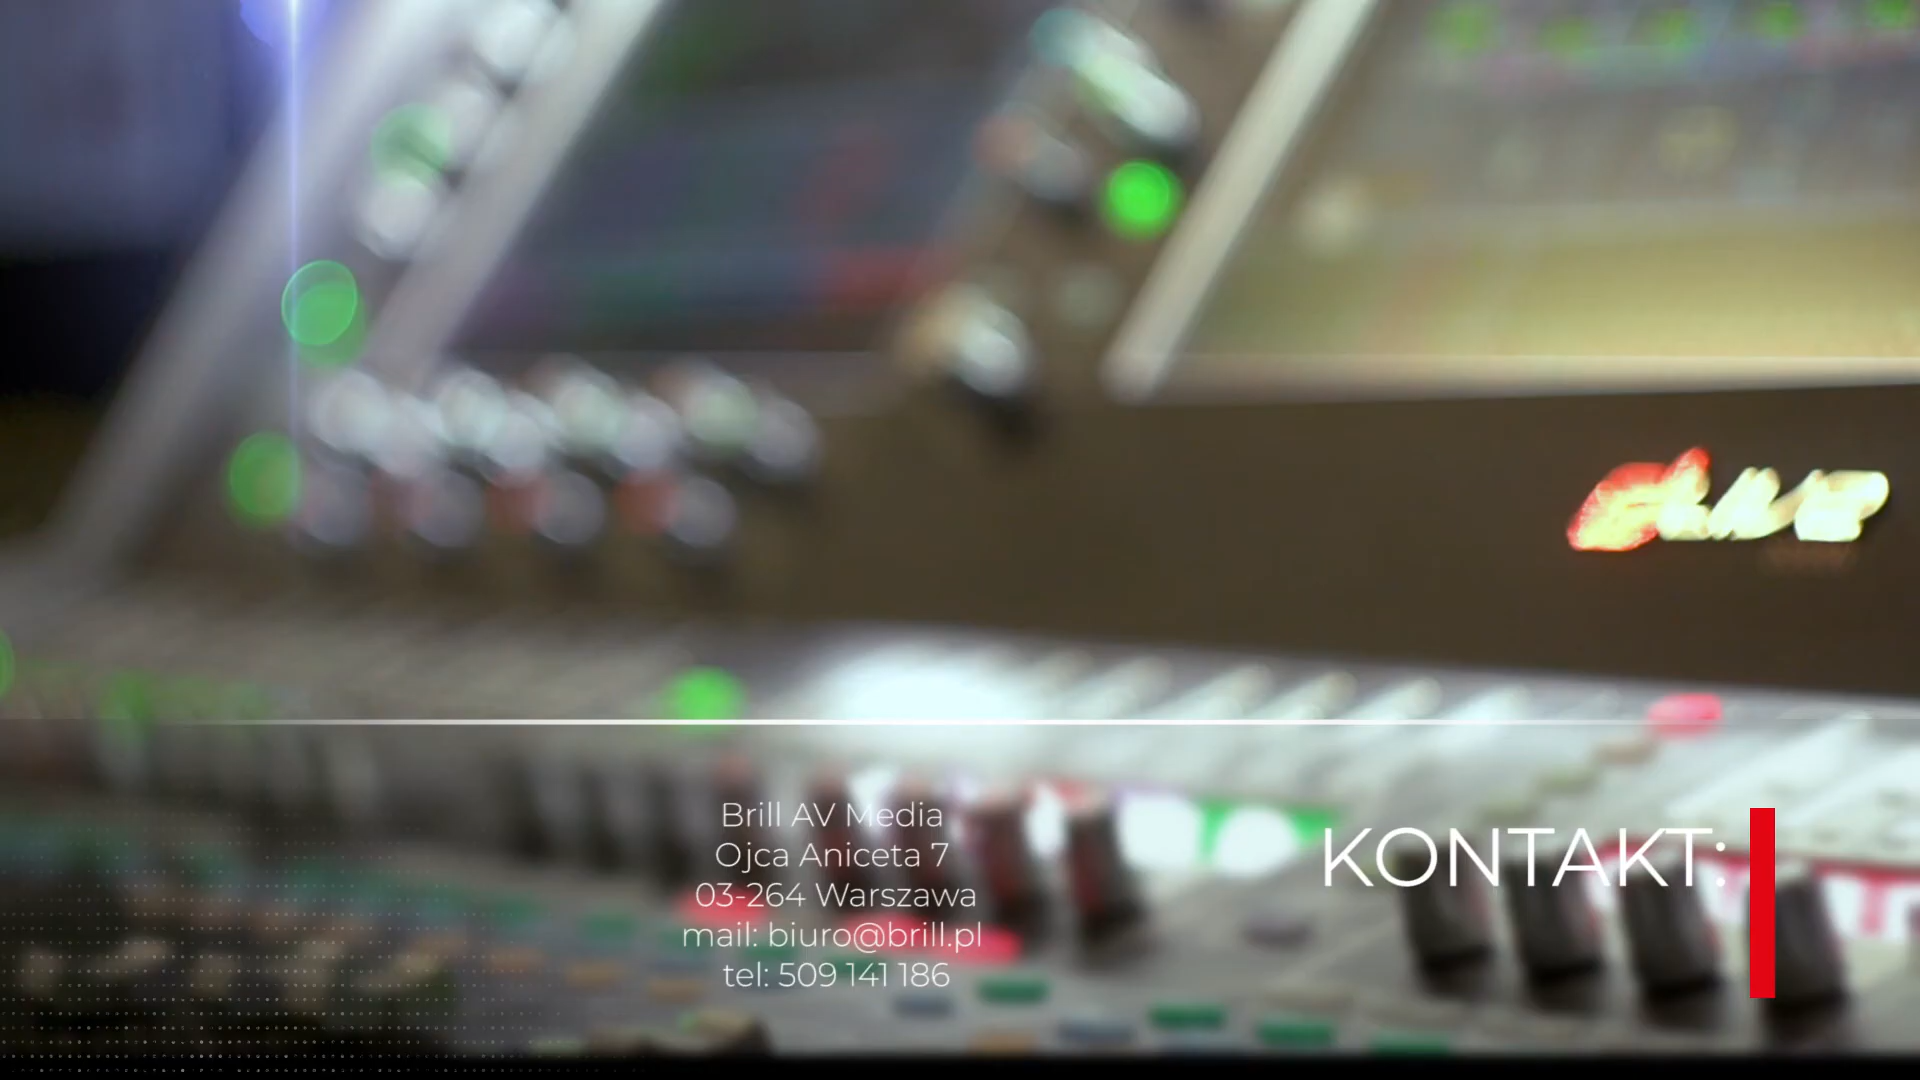 Brill AV Media
Ojca Aniceta 7
03-264 Warszawa
mail: biuro@brill.pl
tel: 509 141 186
KONTAKT: